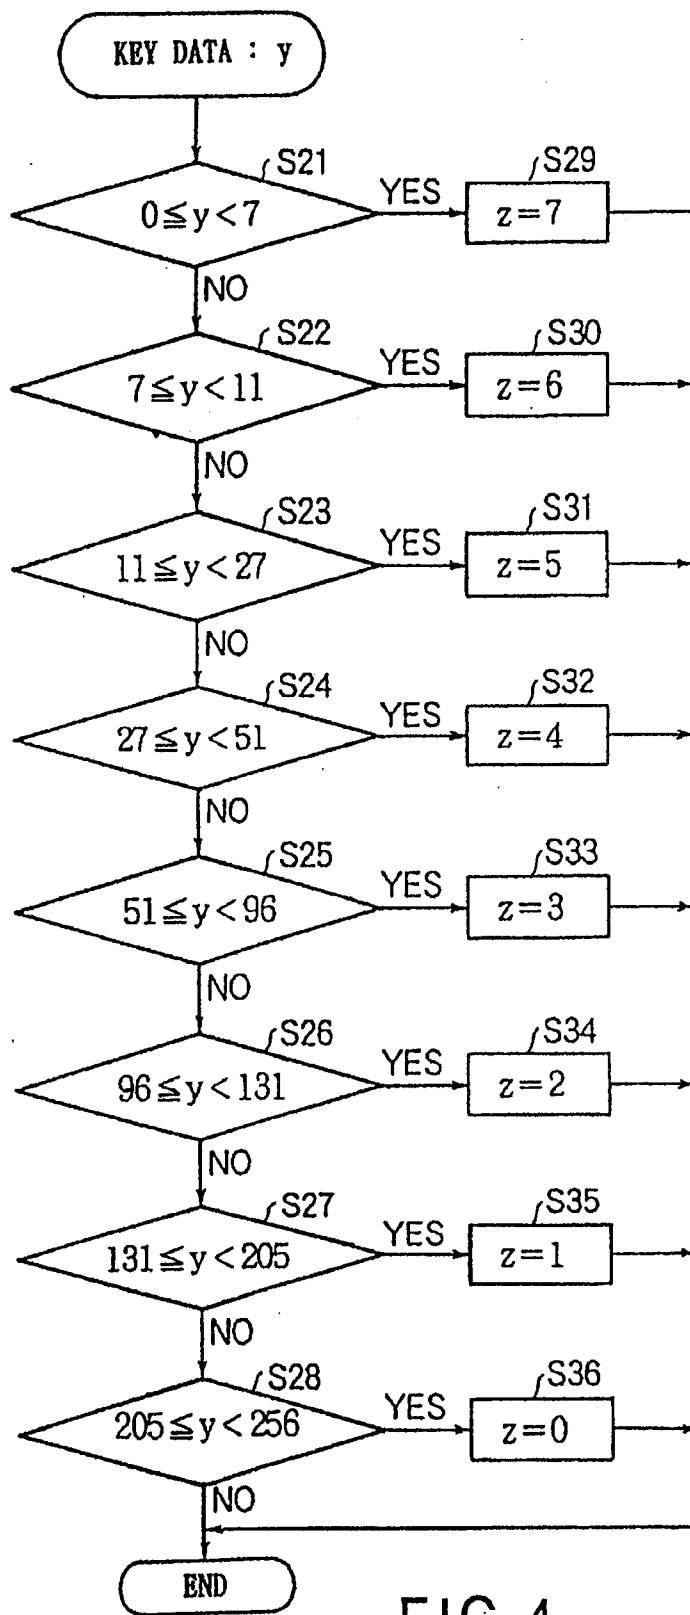 KEY DATA : y
S21
0≦y<7
YES
S29
z=7
NO
S22
7≦y<11
YES
S30
z=6
NO
S23
11≦y<27
YES
S31
z=5
NO
S24
27≦y<51
YES
S32
z=4
NO
S25
51≦y<96
YES
S33
z=3
NO
S26
96≦y<131
YES
S34
z=2
NO
S27
131≦y<205
YES
S35
z=1
NO
S28
205≦y<256
YES
S36
z=0
NO
END
FIG.4